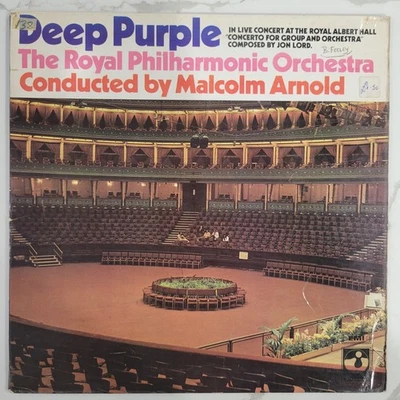 138
Deep Purple
IN LIVE CONCERT AT THE ROYAL ALBERT HALL
"CONCERTO FOR GROUP AND ORCHESTRA"
COMPOSED BY JON LORD.
The Royal Philharmonic Orchestra
Conducted by Malcolm Arnold
EMI